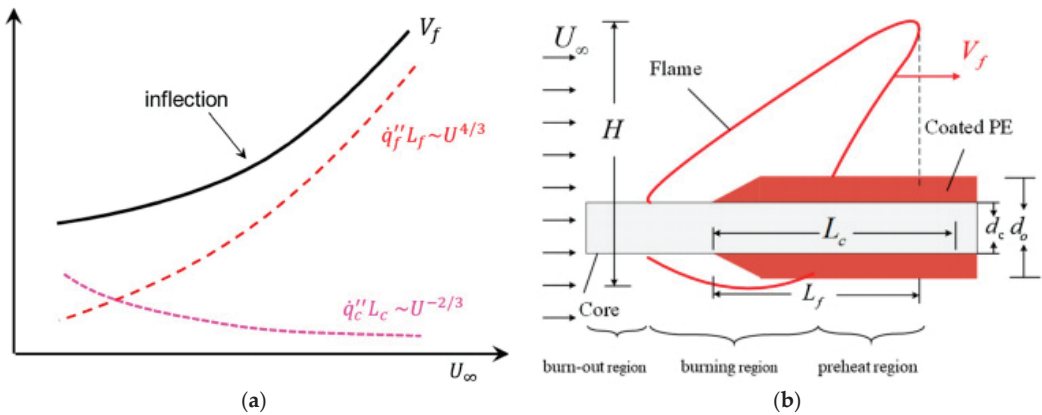 V_f
inflection
q̇_f'' L_f ~ U^{4/3}
q̇_c'' L_c ~ U^{-2/3}
U_∞
(a)
U_∞
V_f
Flame
H
Coated PE
L_c
d_c d_o
L_f
Core
burn-out region burning region preheat region
(b)